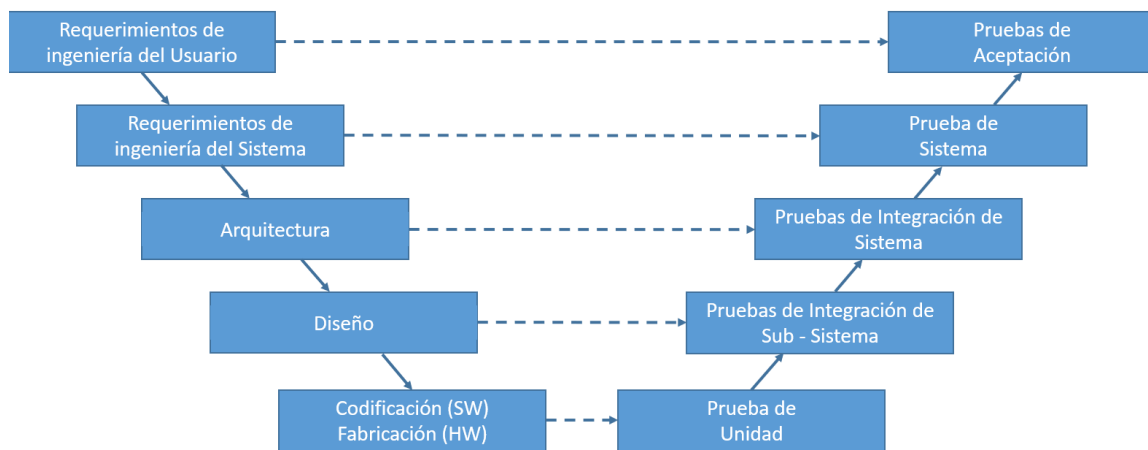 Requerimientos de
ingeniería del Usuario
Pruebas de
Aceptación
Requerimientos de
ingeniería del Sistema
Prueba de
Sistema
Arquitectura
Pruebas de Integración de
Sistema
Diseño
Pruebas de Integración de
Sub - Sistema
Codificación (SW)
Fabricación (HW)
Prueba de
Unidad